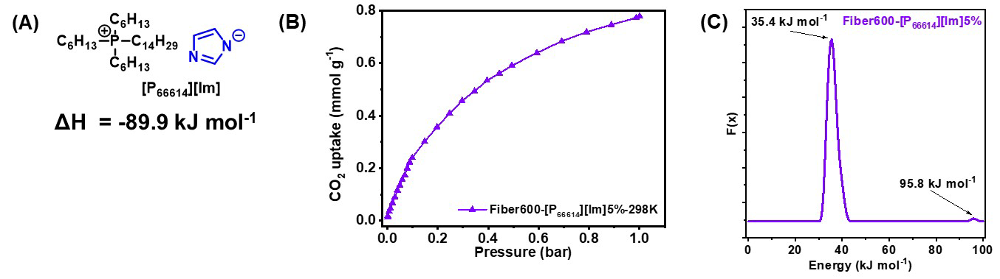 (A)
C₆H₁₃
⊕
C₆H₁₃–P–C₁₄H₂₉
C₆H₁₃
N
N
⊖
[P₆₆₆₁₄][Im]
ΔH = -89.9 kJ mol⁻¹
(B)
CO₂ uptake (mmol g⁻¹)
0.8
0.6
0.4
0.2
0.0
0.0 0.2 0.4 0.6 0.8 1.0
Pressure (bar)
Fiber600-[P₆₆₆₁₄][Im]5%-298K
(C)
F(x)
35.4 kJ mol⁻¹
Fiber600-[P₆₆₆₁₄][Im]5%
95.8 kJ mol⁻¹
0 20 40 60 80 100
Energy (kJ mol⁻¹)